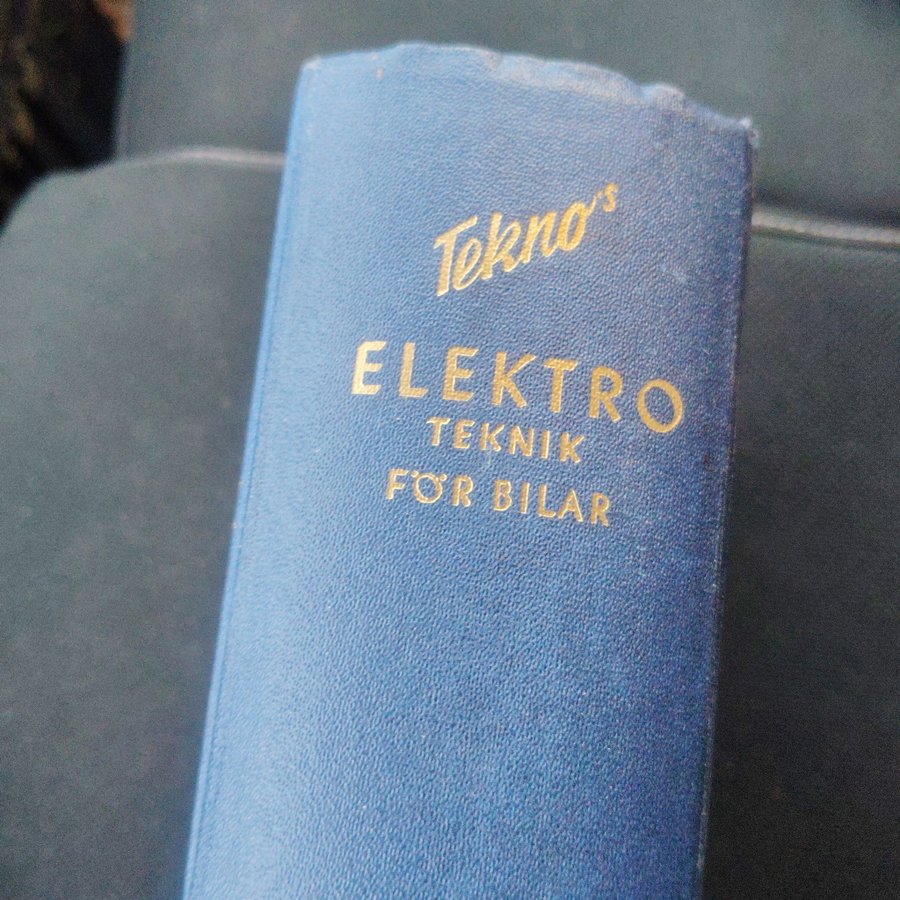 Tekno's
ELEKTRO
TEKNIK
FÖR BILAR